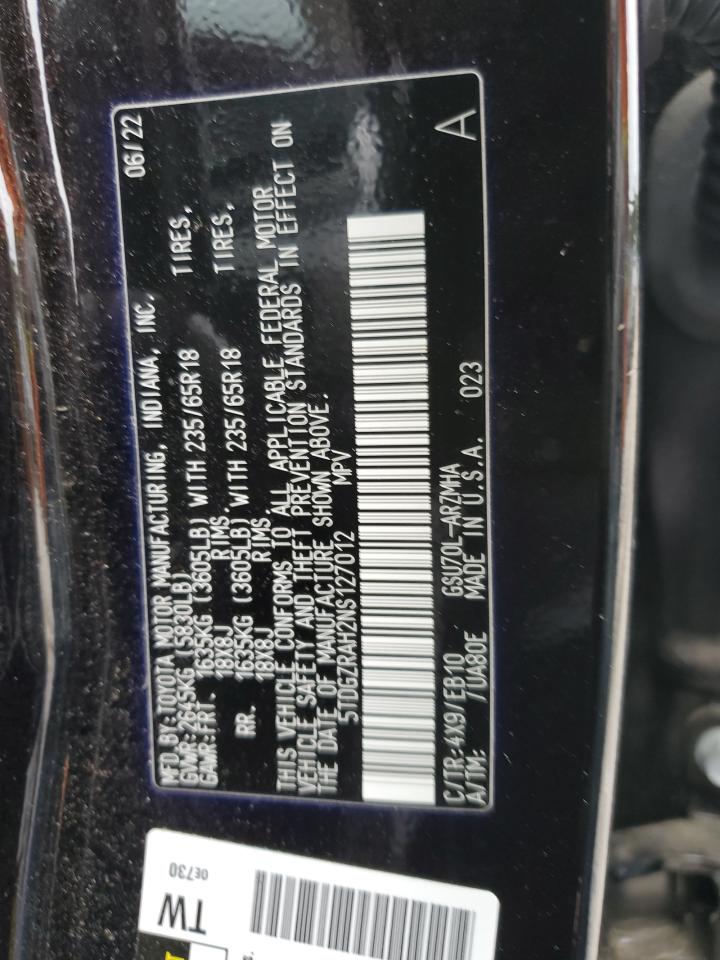 06/22
MFD.BY:TOYOTA MOTOR MANUFACTURING, INDIANA, INC.
GVWR:2645KG (5830LB)
GAWR:FRT. 1635KG (3605LB) WITH 235/65R18 TIRES,
18X8J RIMS.
RR. 1635KG (3605LB) WITH 235/65R18 TIRES,
18X8J RIMS.
THIS VEHICLE CONFORMS TO ALL APPLICABLE FEDERAL MOTOR
VEHICLE SAFETY AND THEFT PREVENTION STANDARDS IN EFFECT ON
THE DATE OF MANUFACTURE SHOWN ABOVE.
5TDGZRAH2NS127012 MPV
C/TR:4X9/EB10 GSU70L-ARZMHA 023
A/TM: /UA80E MADE IN U.S.A. A
0E730
TW